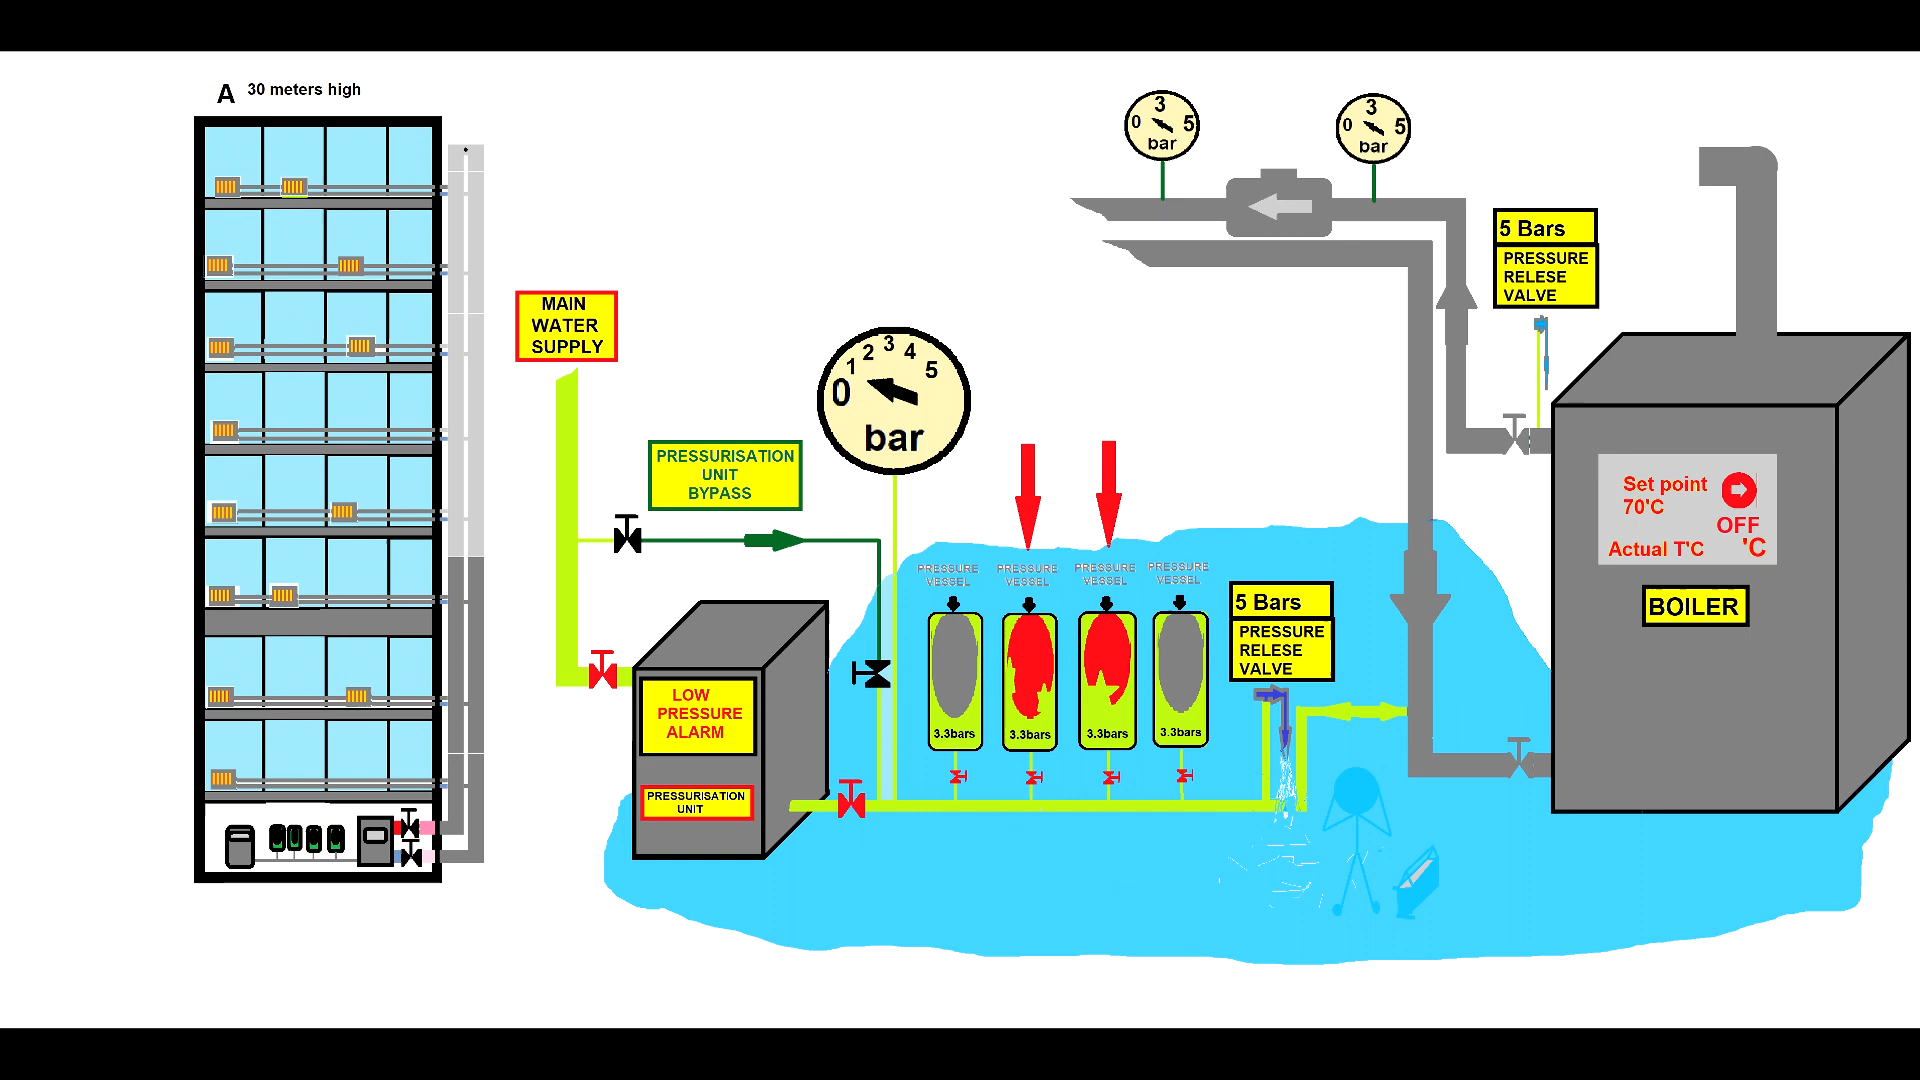 A 30 meters high
MAIN
WATER
SUPPLY
PRESSURISATION
UNIT
BYPASS
0 1 2 3 4 5
bar
0 3 5
bar
0 3 5
bar
5 Bars
PRESSURE
RELESE
VALVE
Set point
70'C
OFF
Actual T'C 'C
BOILER
PRESSURE
VESSEL
PRESSURE
VESSEL
PRESSURE
VESSEL
PRESSURE
VESSEL
3.3bars
3.3bars
3.3bars
3.3bars
5 Bars
PRESSURE
RELESE
VALVE
LOW
PRESSURE
ALARM
PRESSURISATION
UNIT